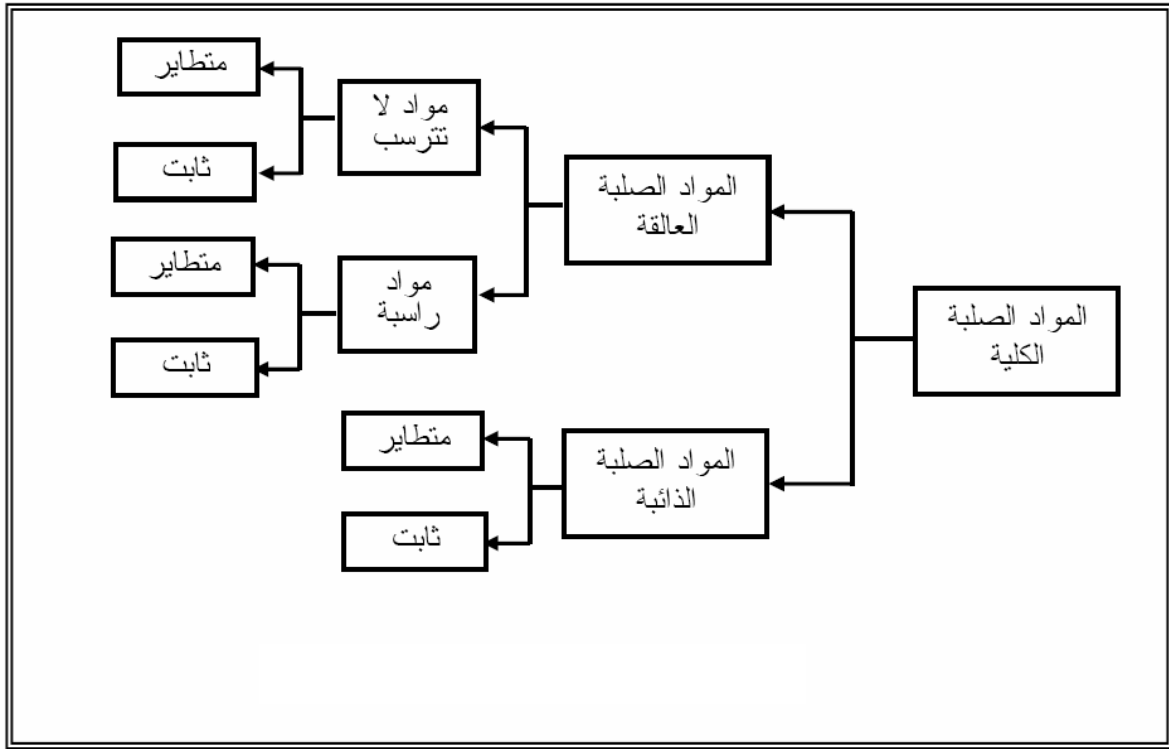 المواد الصلبة
الكلية
المواد الصلبة
العالقة
مواد لا
تترسب
متطاير
ثابت
مواد
راسبة
متطاير
ثابت
المواد الصلبة
الذائبة
متطاير
ثابت